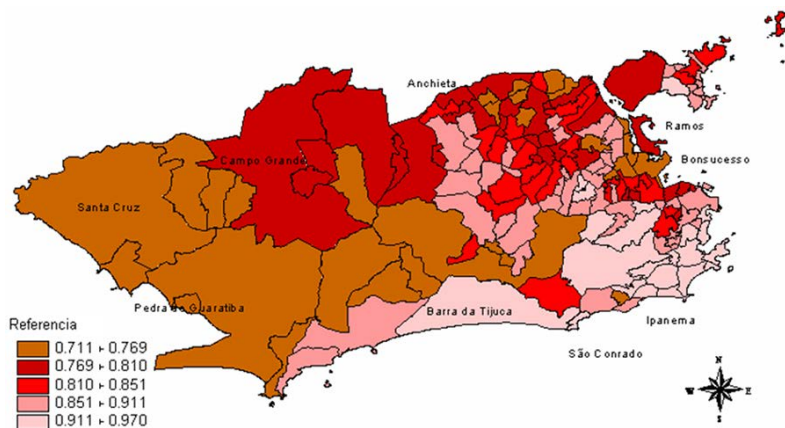 Anchieta
Ramos
Campo Grande
Bonsucesso
Santa Cruz
Pedra de Guaratiba
Barra da Tijuca
Ipanema
São Conrado
Referencia
0.711 ⊦ 0.769
0.769 ⊦ 0.810
0.810 ⊦ 0.851
0.851 ⊦ 0.911
0.911 ⊦ 0.970
N
W E
S